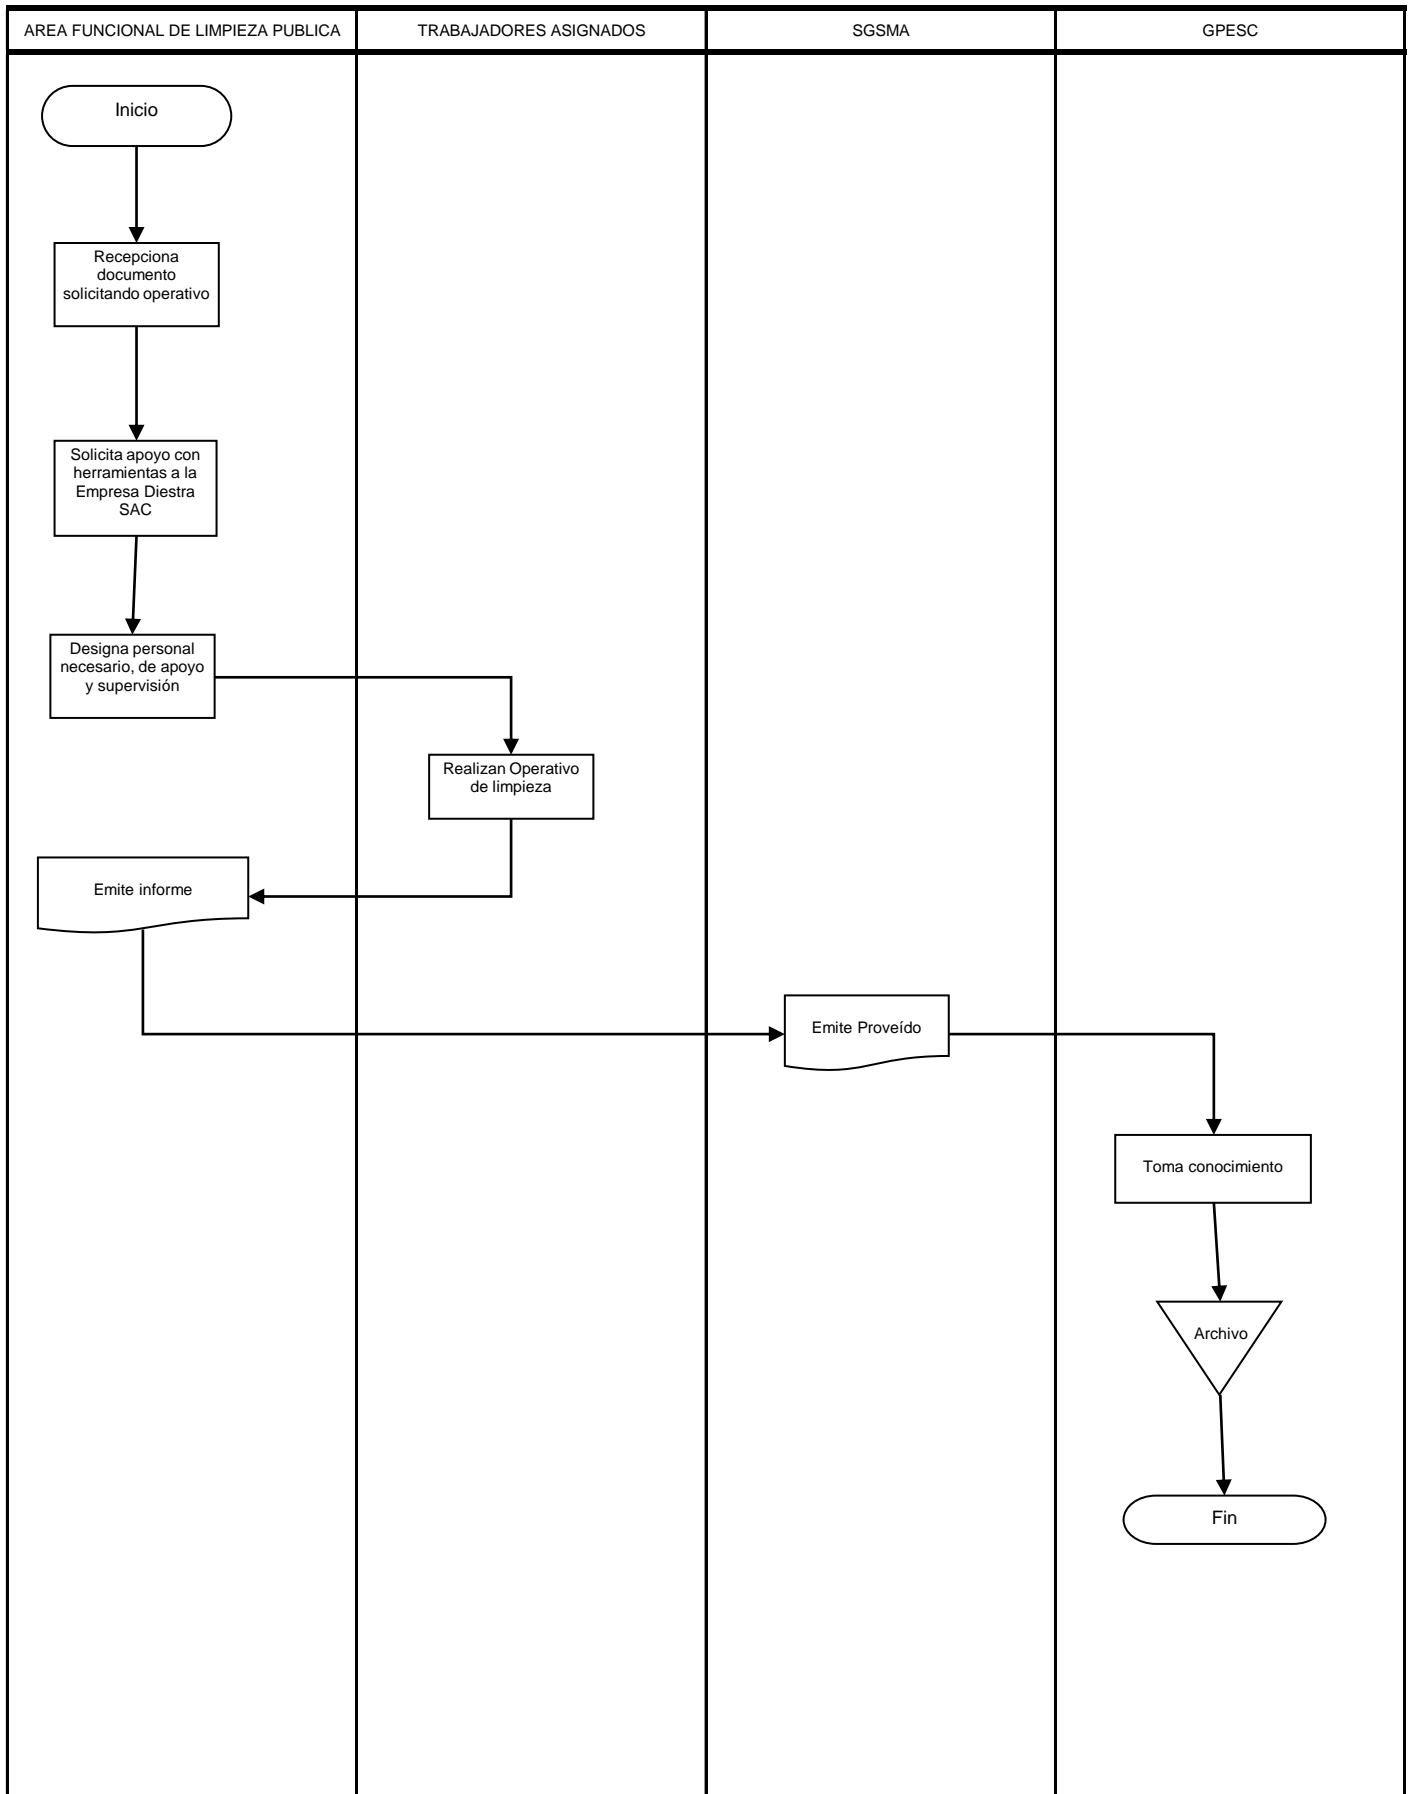 AREA FUNCIONAL DE LIMPIEZA PUBLICA
TRABAJADORES ASIGNADOS
SGSMA
GPESC
Inicio
Recepciona
documento
solicitando operativo
Solicita apoyo con
herramientas a la
Empresa Diestra
SAC
Designa personal
necesario, de apoyo
y supervisión
Realizan Operativo
de limpieza
Emite informe
Emite Proveído
Toma conocimiento
Archivo
Fin